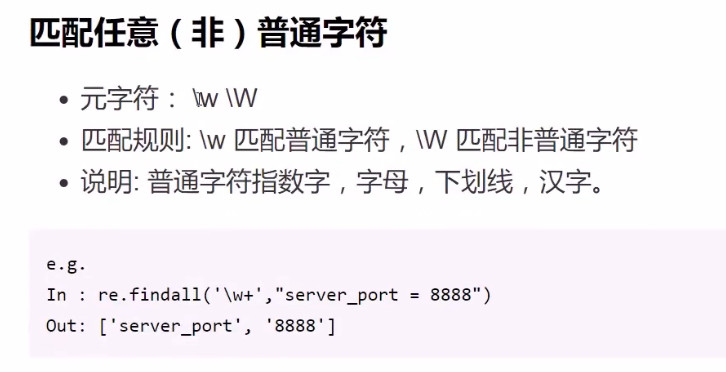 匹配任意（非）普通字符
元字符： \w \W
匹配规则: \w 匹配普通字符，\W 匹配非普通字符
说明: 普通字符指数字，字母，下划线，汉字。
e.g.
In : re.findall('\w+',"server_port = 8888")
Out: ['server_port', '8888']